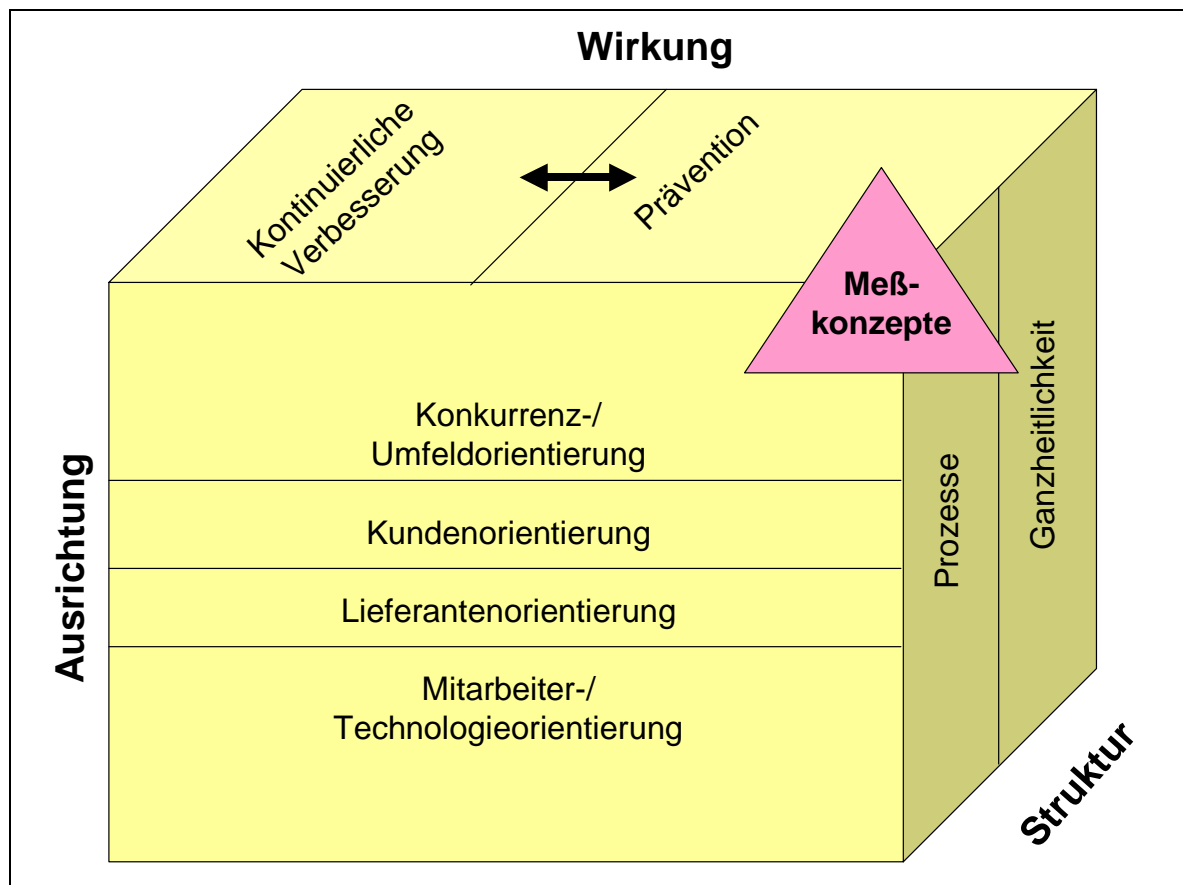 Wirkung
Kontinuierliche
Verbesserung
Prävention
Meß-
konzepte
Konkurrenz-/
Umfeldorientierung
Kundenorientierung
Lieferantenorientierung
Mitarbeiter-/
Technologieorientierung
Ausrichtung
Prozesse
Ganzheitlichkeit
Struktur